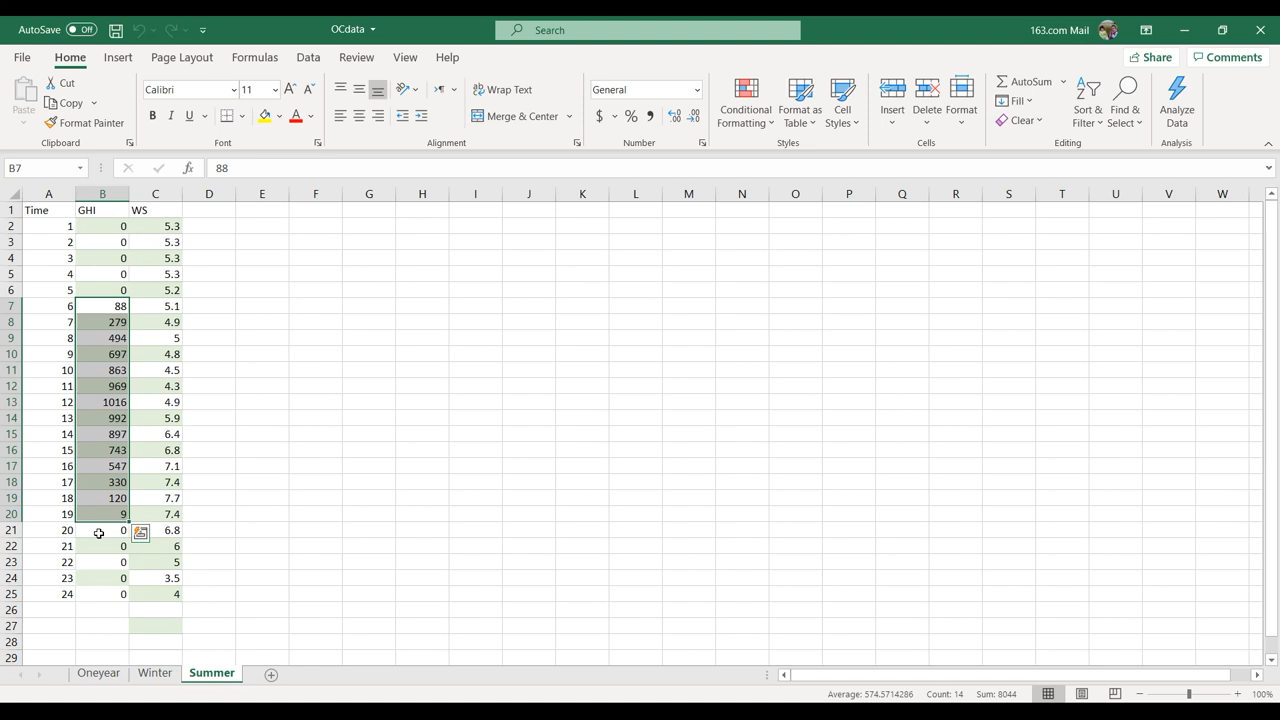 AutoSave Off OCdata Search 163.com Mail
File Home Insert Page Layout Formulas Data Review View Help Share Comments
Paste Cut Copy Format Painter Clipboard
Calibri 11 B I U Font
Wrap Text Merge & Center Alignment
General $ % Number
Conditional Formatting Format as Table Cell Styles Styles
Insert Delete Format Cells
AutoSum Fill Clear Sort & Filter Find & Select Editing
Analyze Data Analysis
B7 fx 88
A B C D E F G H I J K L M N O P Q R S T U V W
1 Time GHI WS
2 1 0 5.3
3 2 0 5.3
4 3 0 5.3
5 4 0 5.3
6 5 0 5.2
7 6 88 5.1
8 7 279 4.9
9 8 494 5
10 9 697 4.8
11 10 863 4.5
12 11 969 4.3
13 12 1016 4.9
14 13 992 5.9
15 14 897 6.4
16 15 743 6.8
17 16 547 7.1
18 17 330 7.4
19 18 120 7.7
20 19 9 7.4
21 20 0 6.8
22 21 0 6
23 22 0 5
24 23 0 3.5
25 24 0 4
26
27
28
29
Oneyear Winter Summer
Average: 574.5714286 Count: 14 Sum: 8044 100%